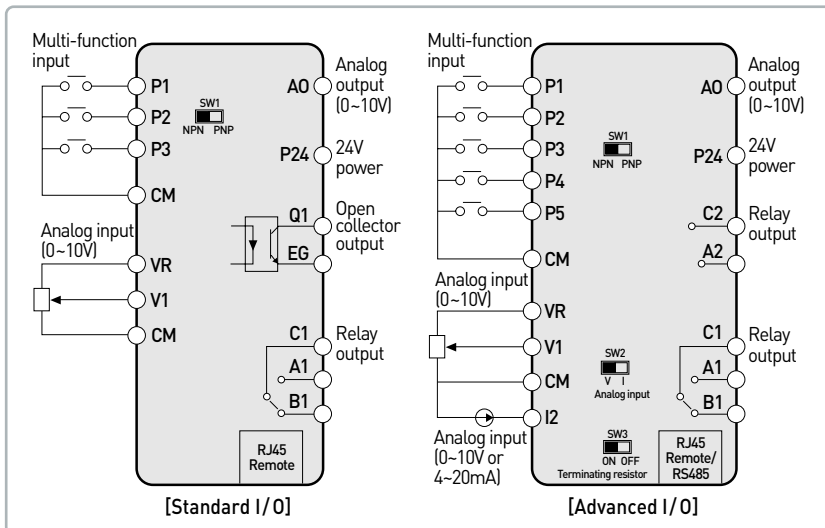 Multi-function
input
P1
P2
P3
CM
SW1
NPN PNP
Analog input
(0~10V)
VR
V1
CM
AO
Analog
output
(0~10V)
P24
24V
power
Q1
EG
Open
collector
output
C1
A1
B1
Relay
output
RJ45
Remote
[Standard I/O]
Multi-function
input
P1
P2
P3
P4
P5
CM
SW1
NPN PNP
Analog input
(0~10V)
VR
V1
CM
I2
Analog input
(0~10V or
4~20mA)
AO
Analog
output
(0~10V)
P24
24V
power
C2
A2
Relay
output
C1
A1
B1
Relay
output
SW2
V I
Analog input
SW3
ON OFF
Terminating resistor
RJ45
Remote/
RS485
[Advanced I/O]